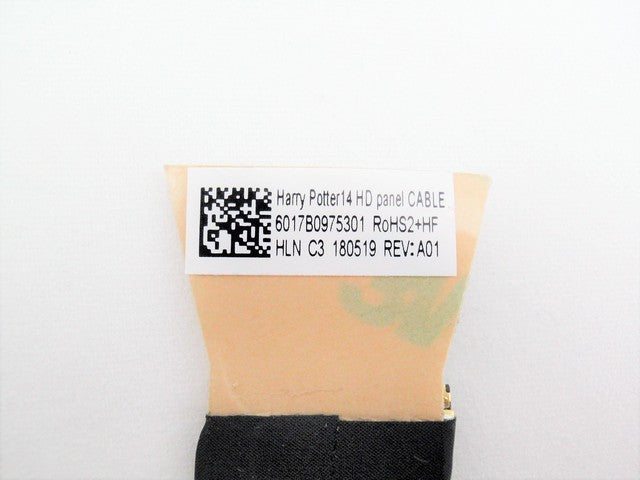 Harry Potter14 HD panel CABLE
6017B0975301 RoHS2+HF
HLN C3 180519 REV:A01